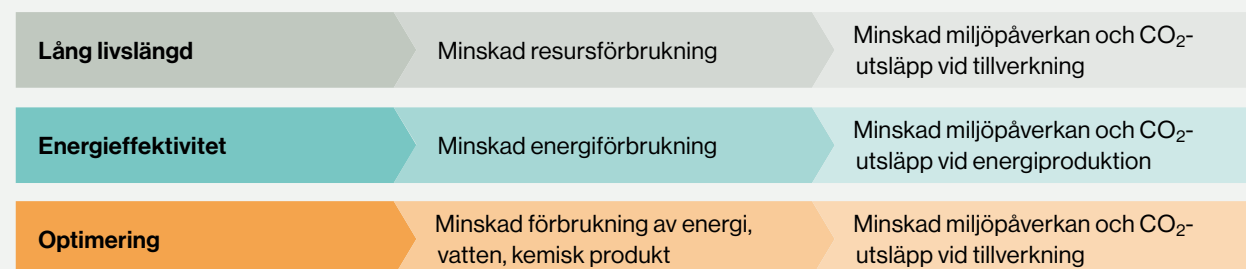 Lång livslängd
Minskad resursförbrukning
Minskad miljöpåverkan och CO₂-
utsläpp vid tillverkning
Energieffektivitet
Minskad energiförbrukning
Minskad miljöpåverkan och CO₂-
utsläpp vid energiproduktion
Optimering
Minskad förbrukning av energi,
vatten, kemisk produkt
Minskad miljöpåverkan och CO₂-
utsläpp vid tillverkning